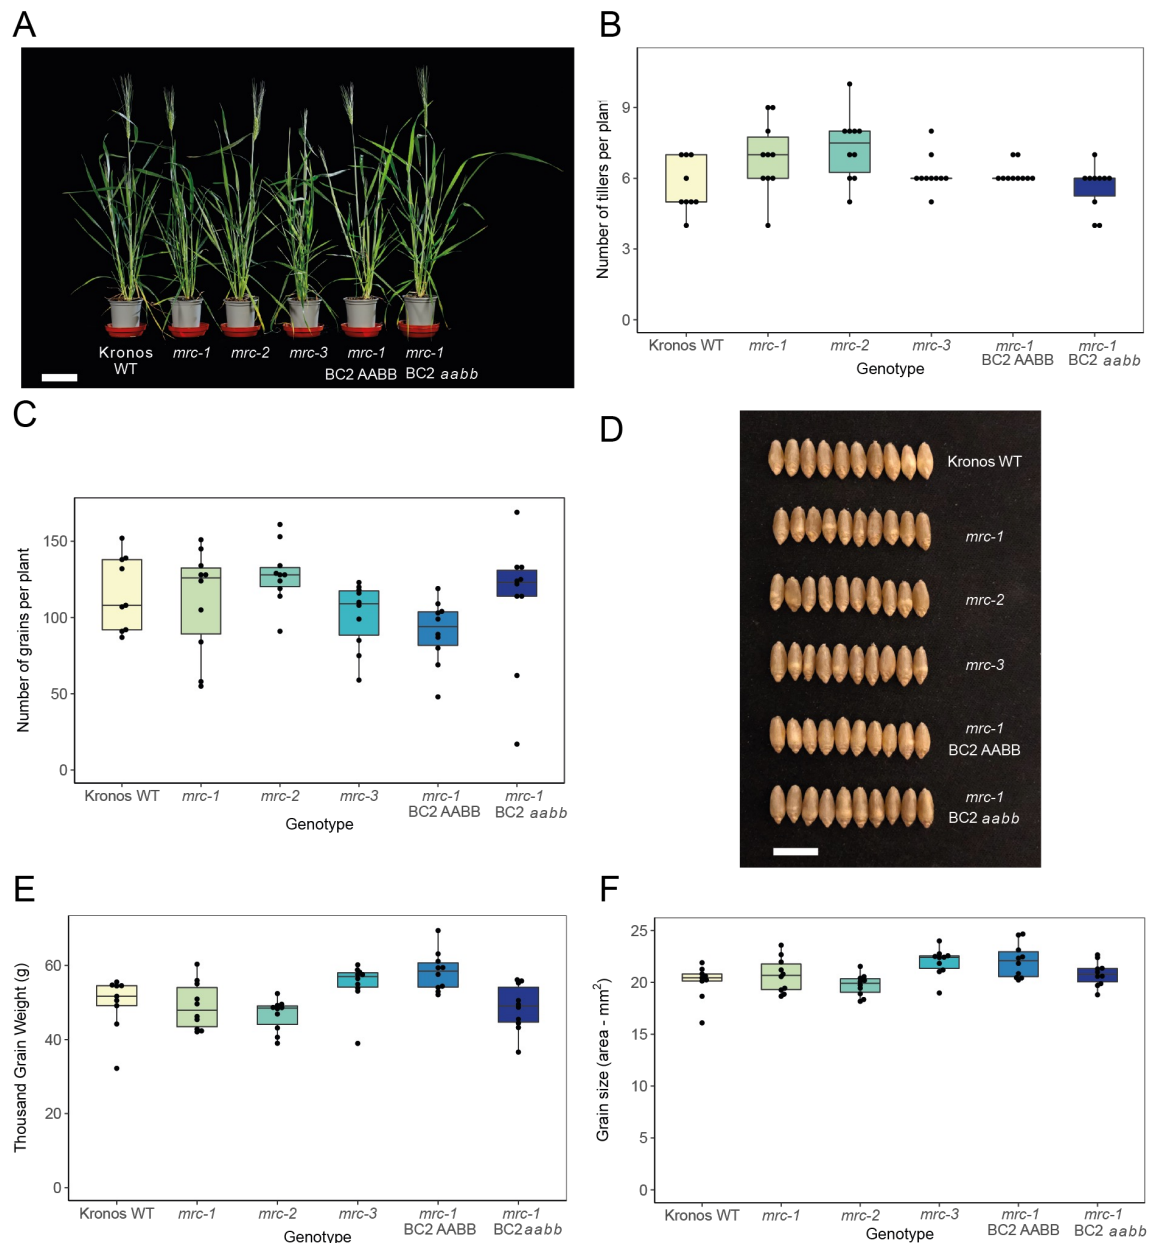 A
Kronos WT
mrc-1
mrc-2
mrc-3
mrc-1 BC2 AABB
mrc-1 BC2 aabb
B
Number of tillers per plant
9
6
3
0
Kronos WT
mrc-1
mrc-2
mrc-3
mrc-1 BC2 AABB
mrc-1 BC2 aabb
Genotype
C
Number of grains per plant
150
100
50
0
Kronos WT
mrc-1
mrc-2
mrc-3
mrc-1 BC2 AABB
mrc-1 BC2 aabb
Genotype
D
Kronos WT
mrc-1
mrc-2
mrc-3
mrc-1
BC2 AABB
mrc-1
BC2 aabb
E
Thousand Grain Weight (g)
60
40
20
0
Kronos WT
mrc-1
mrc-2
mrc-3
mrc-1 BC2 AABB
mrc-1 BC2 aabb
Genotype
F
Grain size (area - mm²)
25
20
15
10
5
0
Kronos WT
mrc-1
mrc-2
mrc-3
mrc-1 BC2 AABB
mrc-1 BC2 aabb
Genotype